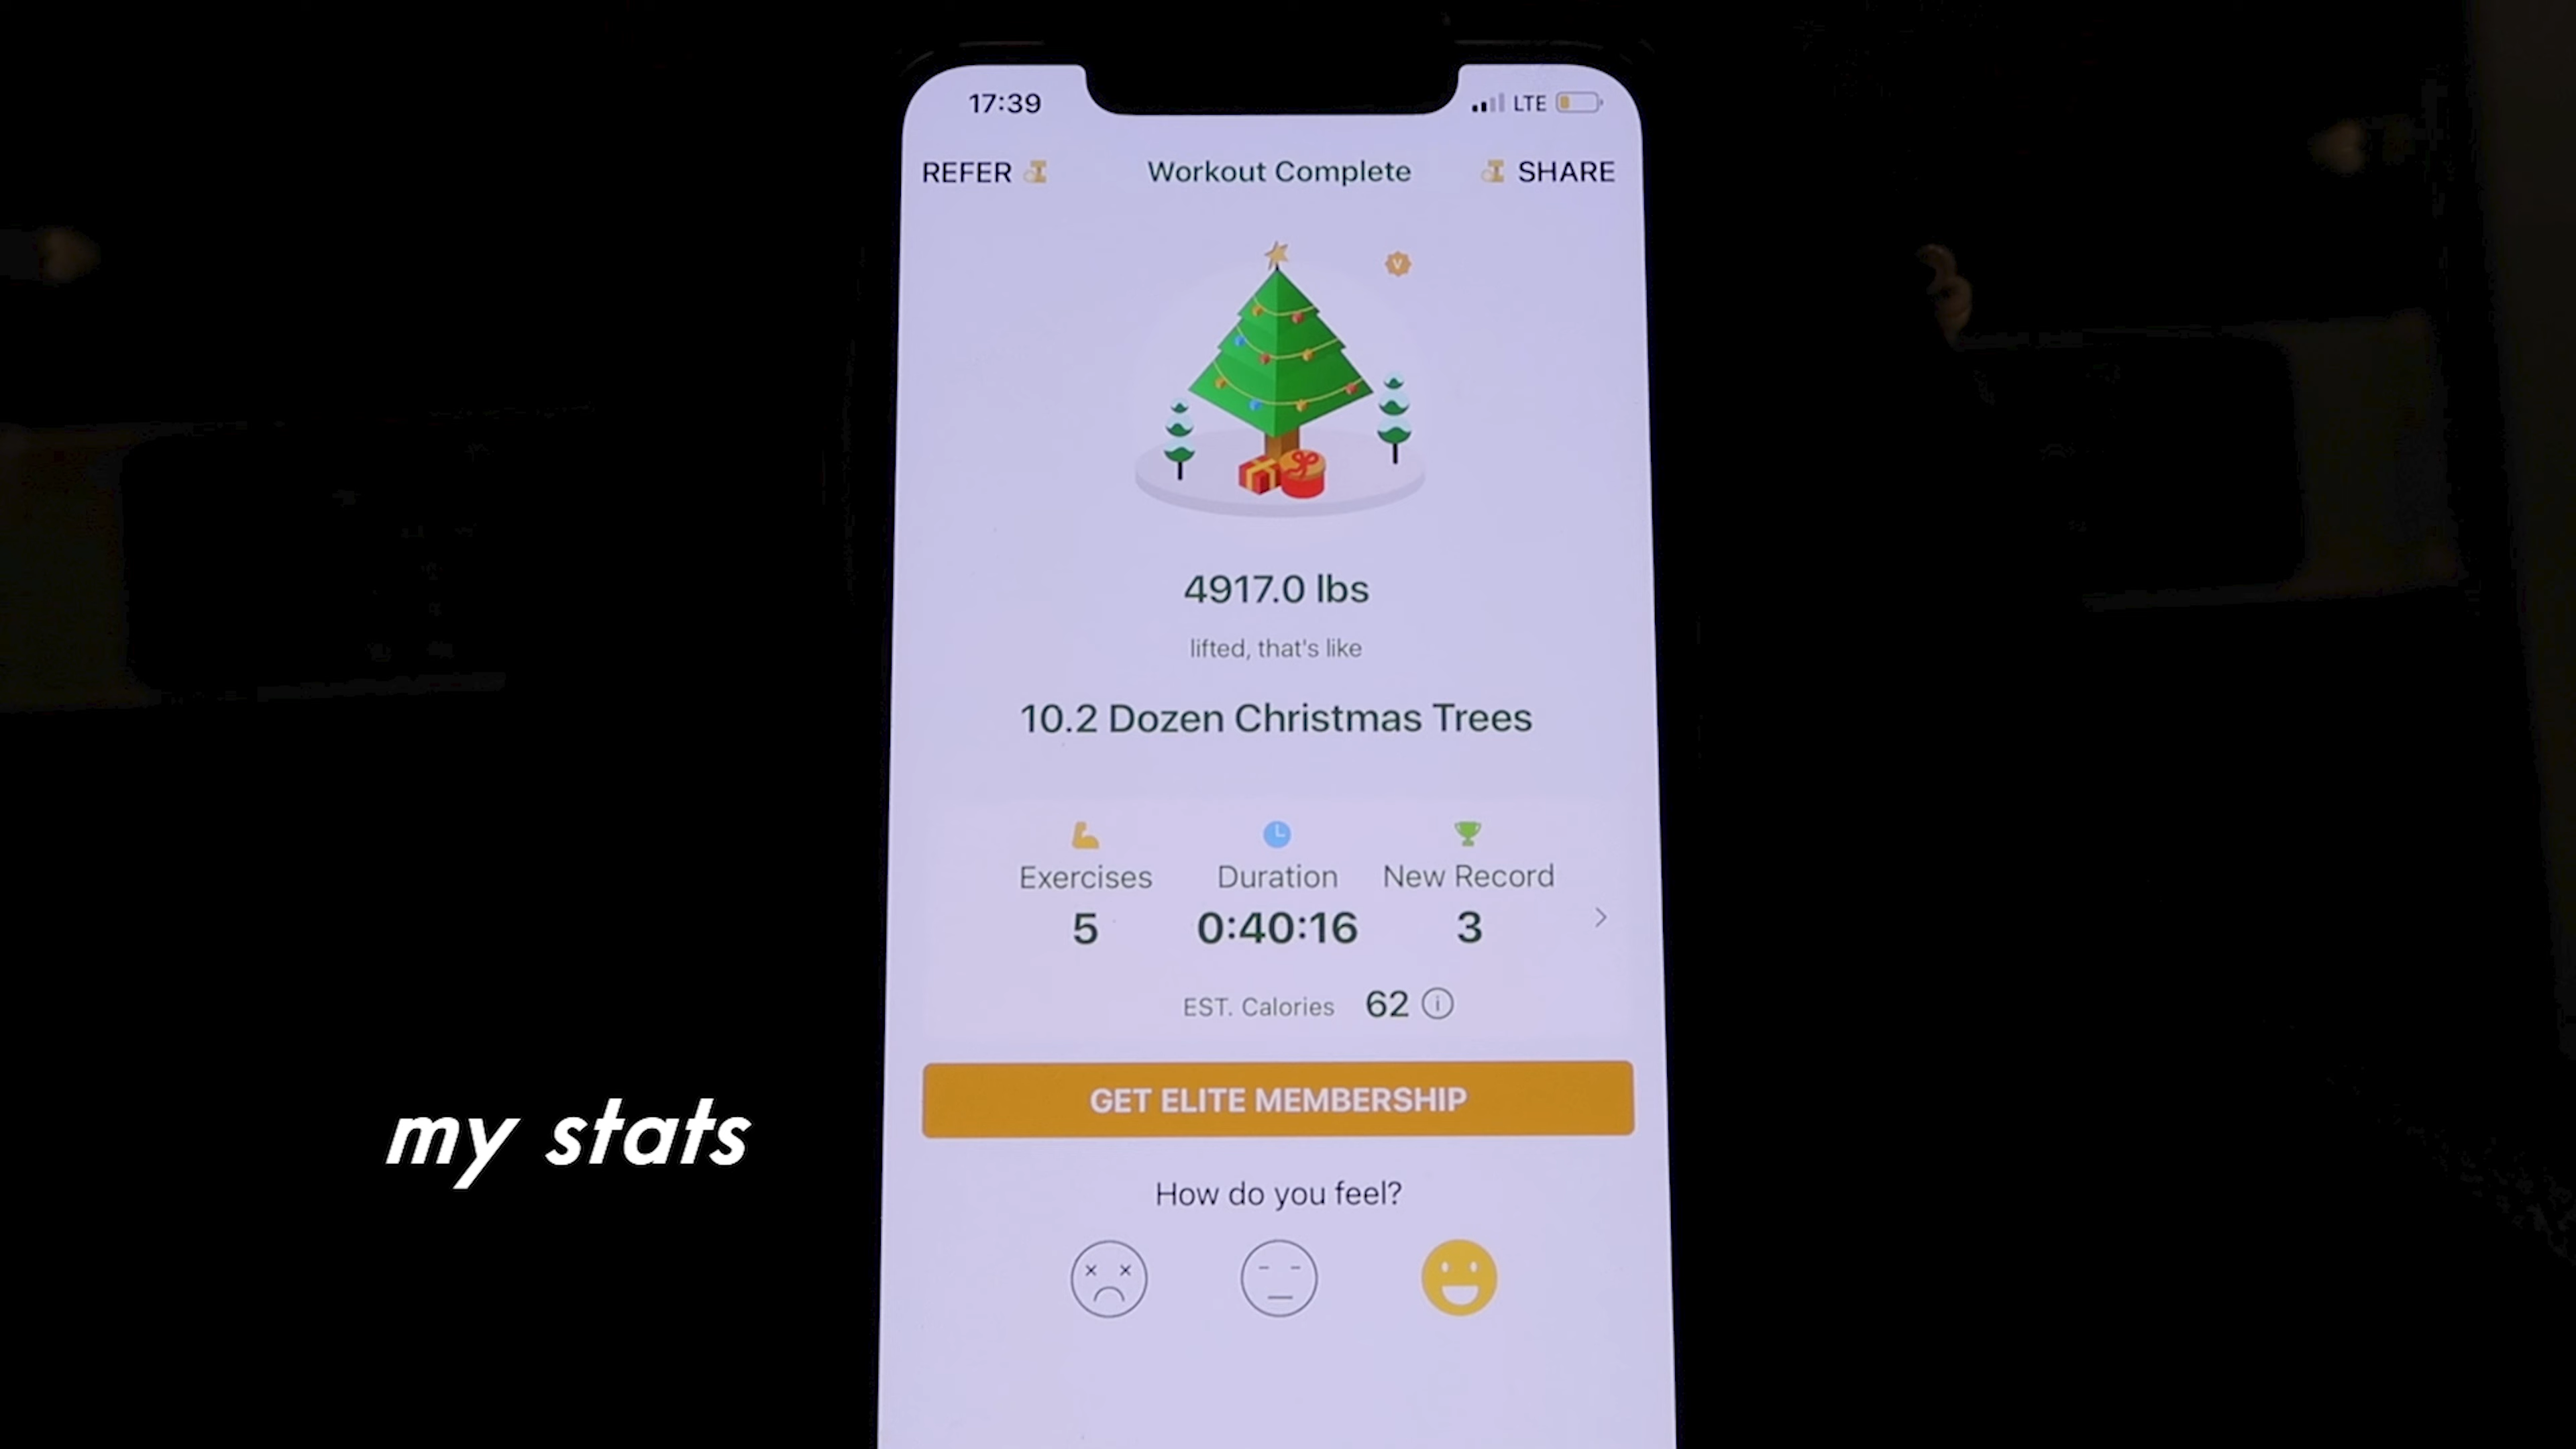 17:39
LTE
REFER
Workout Complete
SHARE
V
4917.0 lbs
lifted, that's like
10.2 Dozen Christmas Trees
Exercises
Duration
New Record
5
0:40:16
3
EST. Calories 62
GET ELITE MEMBERSHIP
my stats
How do you feel?